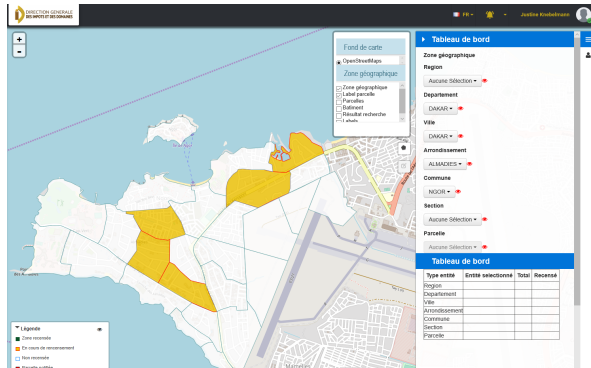 DIRECTION GENERALE
DES IMPOTS ET DES DOMAINES
FR
Justine Knebelmann
+
-
Fond de carte
OpenStreetMaps
Zone géographique
Zone géographique
Label parcelle
Parcelles
Batiment
Résultat recherche
Labels
Tableau de bord
Zone géographique
Region
Aucune Sélection
Departement
DAKAR
Ville
DAKAR
Arrondissement
ALMADIES
Commune
NGOR
Section
Aucune Sélection
Parcelle
Aucune Sélection
Tableau de bord
Type entité Entité selectionné Total Recensé
Region
Departement
Ville
Arrondissement
Commune
Section
Parcelle
Légende
Zone recensée
En cours de recensement
Non recensée
Mamelles